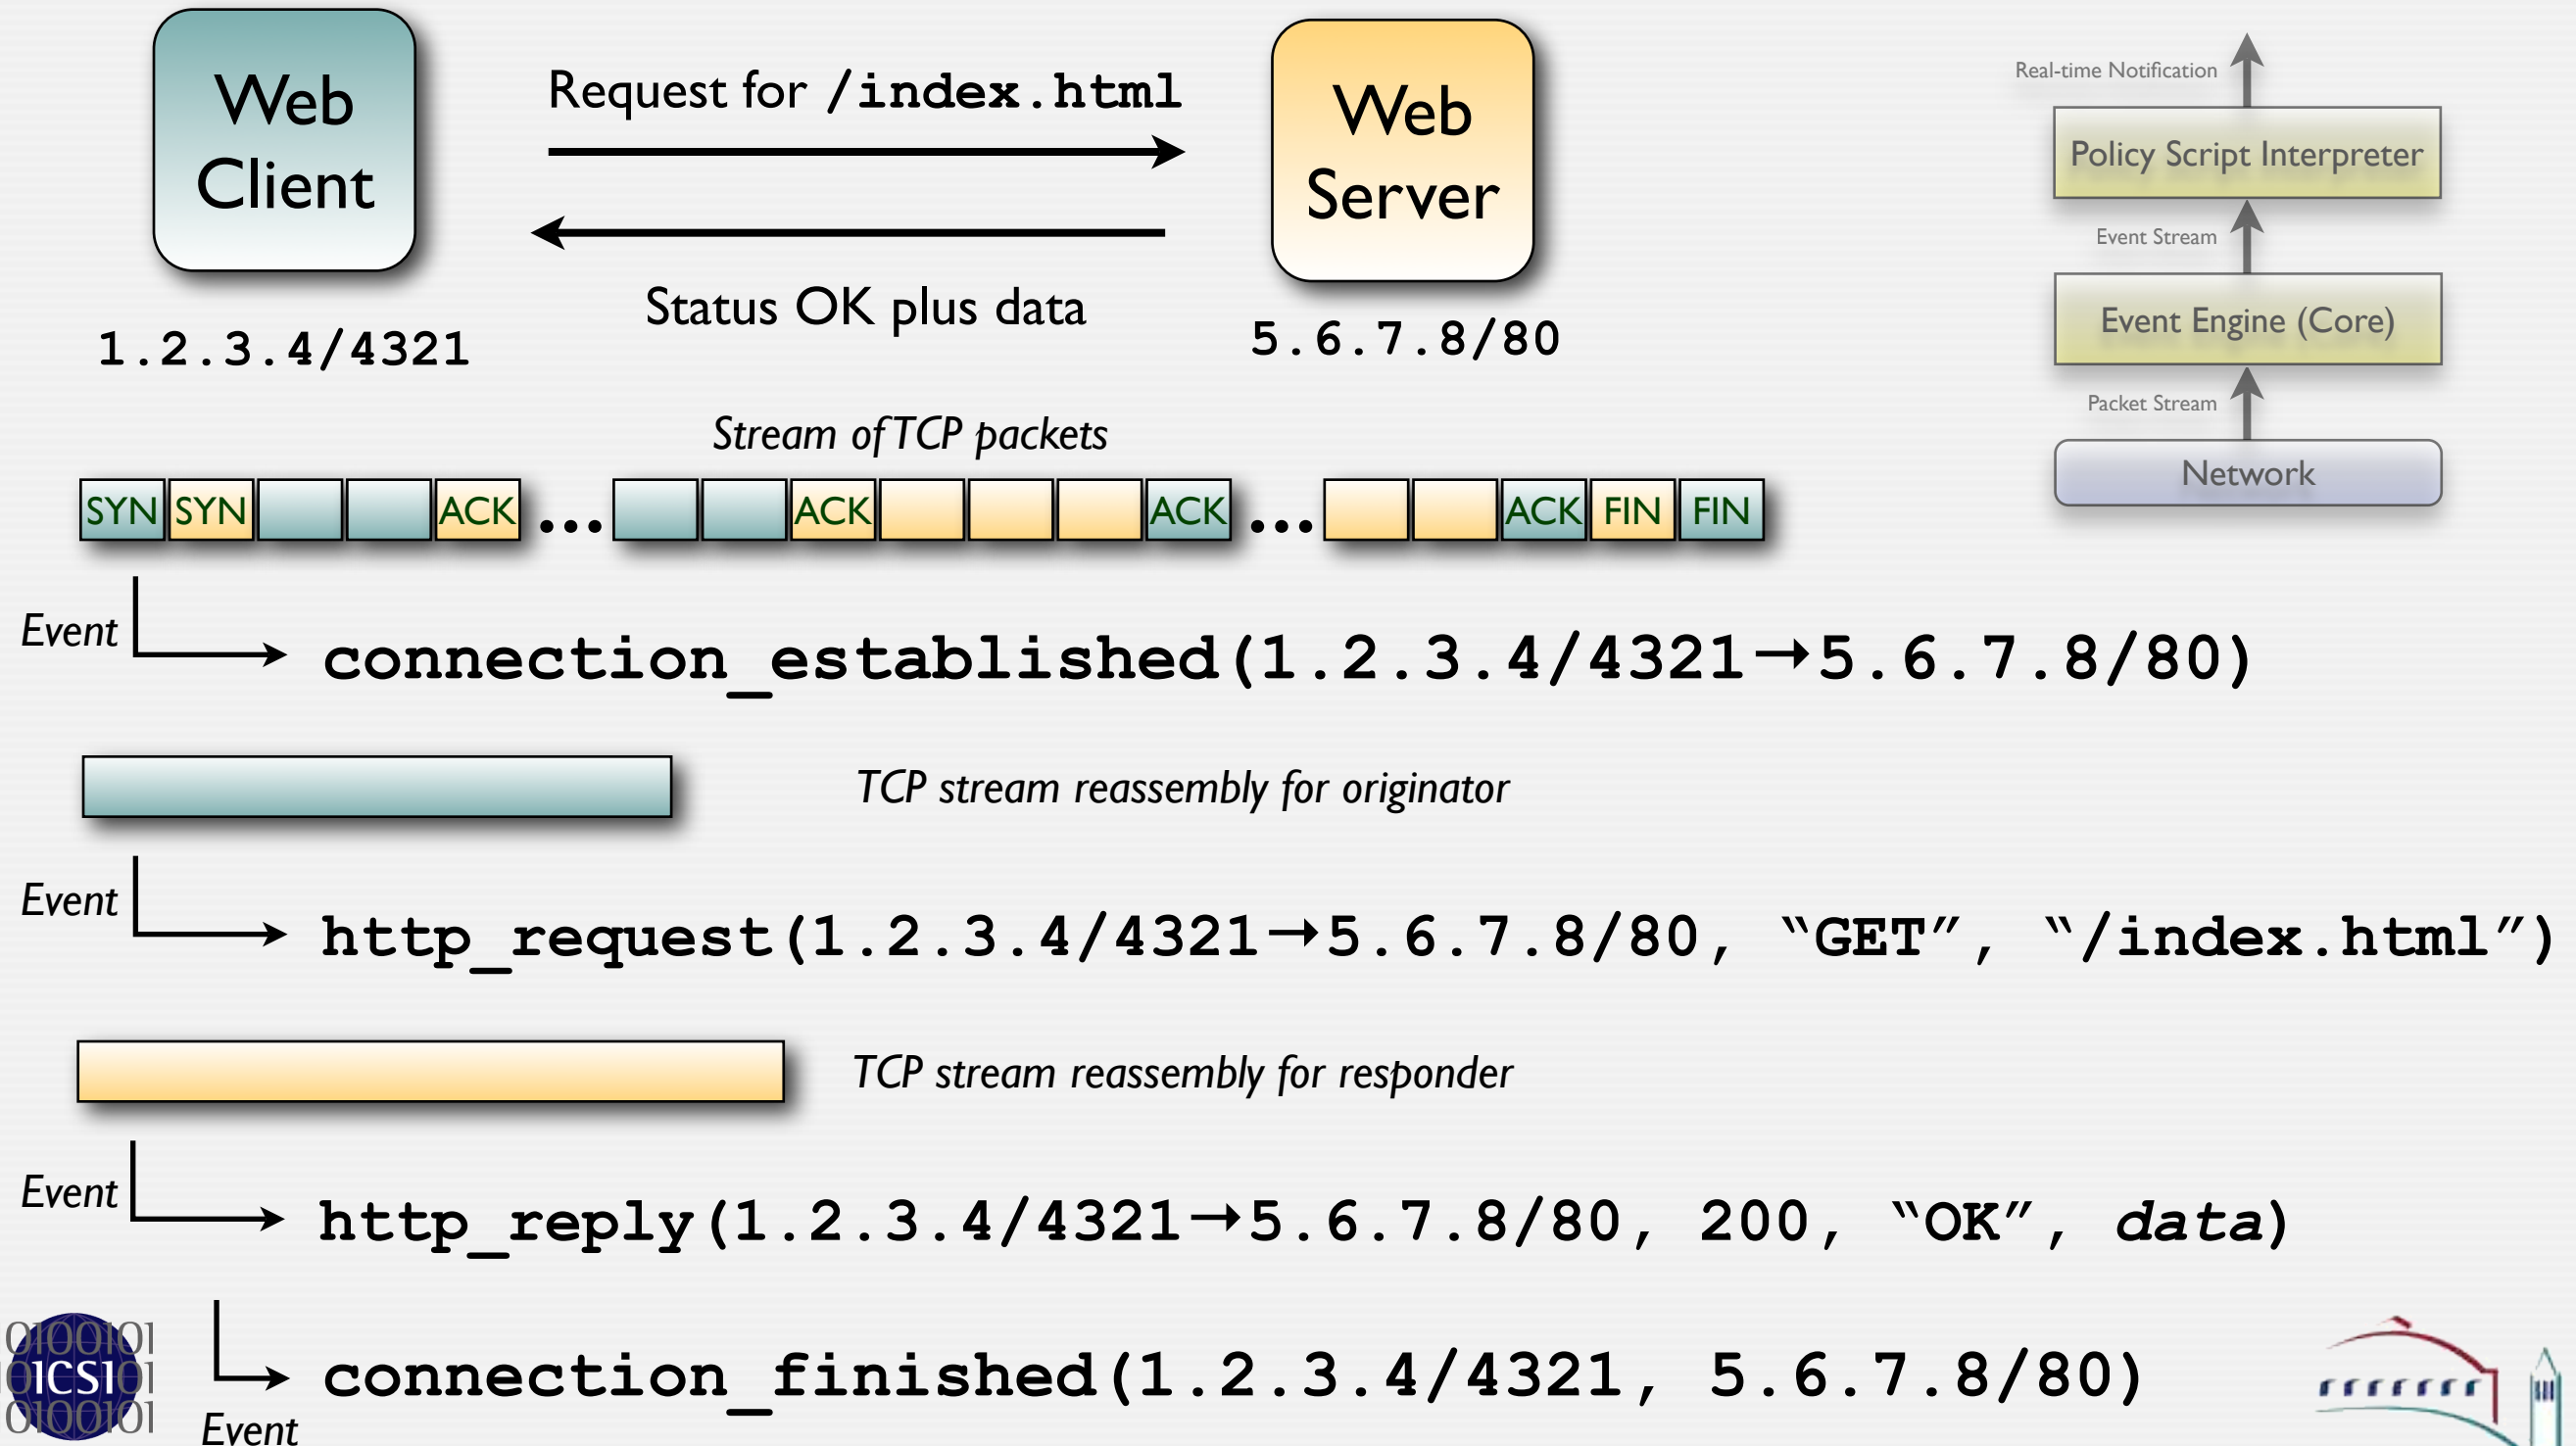 Web
Client
Request for /index.html
Status OK plus data
Web
Server
1.2.3.4/4321
5.6.7.8/80
Real-time Notification
Policy Script Interpreter
Event Stream
Event Engine (Core)
Packet Stream
Network
Stream of TCP packets
SYN SYN ACK ... ACK ACK ... ACK FIN FIN
Event
connection_established(1.2.3.4/4321→5.6.7.8/80)
TCP stream reassembly for originator
Event
http_request(1.2.3.4/4321→5.6.7.8/80, “GET”, “/index.html”)
TCP stream reassembly for responder
Event
http_reply(1.2.3.4/4321→5.6.7.8/80, 200, “OK”, data)
Event
connection_finished(1.2.3.4/4321, 5.6.7.8/80)
ICSI